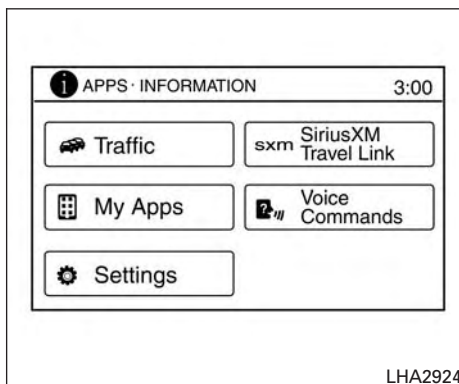 i APPS · INFORMATION 3:00
Traffic
sxm SiriusXM
Travel Link
My Apps
? Voice
Commands
Settings
LHA2924